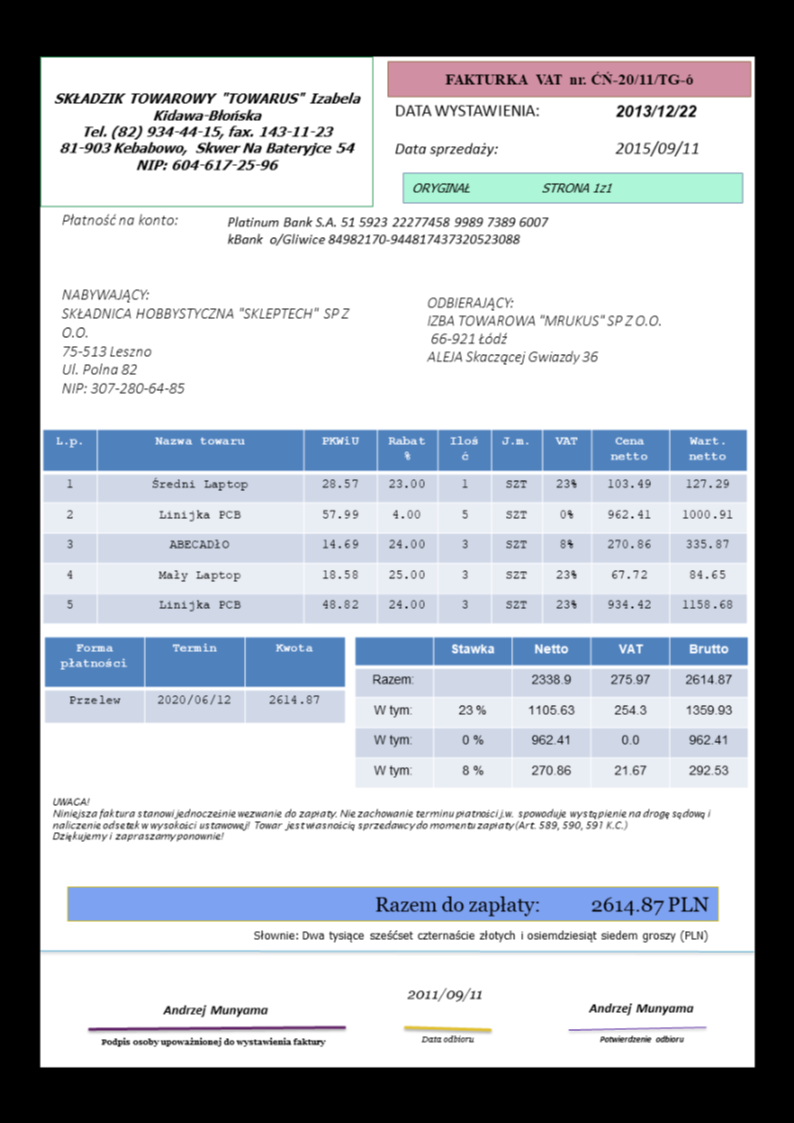 SKŁADZIK TOWAROWY "TOWARUS" Izabela
Kidawa-Błońska
Tel. (82) 934-44-15, fax. 143-11-23
81-903 Kebabowo, Skwer Na Bateryjce 54
NIP: 604-617-25-96
FAKTURKA VAT nr. ĆŃ-20/11/TG-ó
DATA WYSTAWIENIA: 2013/12/22
Data sprzedaży: 2015/09/11
ORYGINAŁ STRONA 1z1
Płatność na konto: Platinum Bank S.A. 51 5923 22277458 9989 7389 6007
kBank o/Gliwice 84982170-944817437320523088
NABYWAJĄCY:
SKŁADNICA HOBBYSTYCZNA "SKLEPTECH" SP Z
O.O.
75-513 Leszno
Ul. Polna 82
NIP: 307-280-64-85
ODBIERAJĄCY:
IZBA TOWAROWA "MRUKUS" SP Z O.O.
66-921 Łódź
ALEJA Skaczącej Gwiazdy 36
L.p. Nazwa towaru PKWiU Rabat % Ilość J.m. VAT Cena netto Wart. netto
1 Średni Laptop 28.57 23.00 1 SZT 23% 103.49 127.29
2 Linijka PCB 57.99 4.00 5 SZT 0% 962.41 1000.91
3 ABECADŁO 14.69 24.00 3 SZT 8% 270.86 335.87
4 Mały Laptop 18.58 25.00 3 SZT 23% 67.72 84.65
5 Linijka PCB 48.82 24.00 3 SZT 23% 934.42 1158.68
Forma płatności Termin Kwota
Przelew 2020/06/12 2614.87
Stawka Netto VAT Brutto
Razem: 2338.9 275.97 2614.87
W tym: 23 % 1105.63 254.3 1359.93
W tym: 0 % 962.41 0.0 962.41
W tym: 8 % 270.86 21.67 292.53
UWAGA!
Niniejsza faktura stanowi jednocześnie wezwanie do zapłaty. Nie zachowanie terminu płatności j.w. spowoduje wystąpienie na drogę sądową i
naliczenie odsetek w wysokości ustawowej! Towar jest własnością sprzedawcy do momentu zapłaty (Art. 589, 590, 591 K.C.)
Dziękujemy i zapraszamy ponownie!
Razem do zapłaty: 2614.87 PLN
Słownie: Dwa tysiące sześćset czternaście złotych i osiemdziesiąt siedem groszy (PLN)
Andrzej Munyama
Podpis osoby upoważnionej do wystawienia faktury
2011/09/11
Data odbioru
Andrzej Munyama
Potwierdzenie odbioru